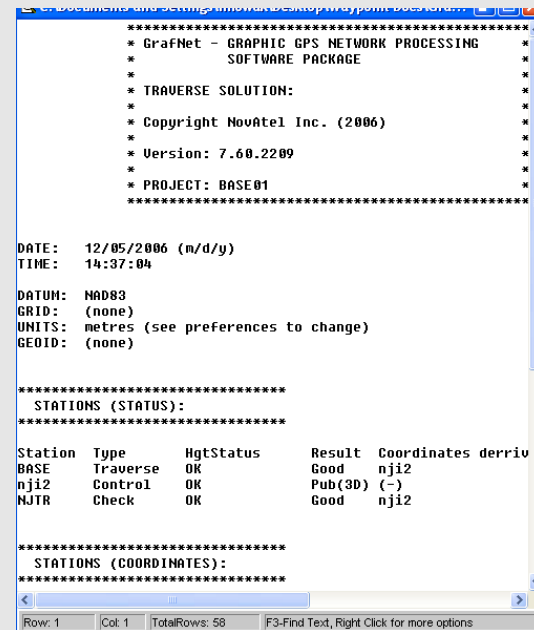 ******************************************************
* GrafNet - GRAPHIC GPS NETWORK PROCESSING *
* SOFTWARE PACKAGE *
* *
* TRAVERSE SOLUTION: *
* *
* Copyright NovAtel Inc. (2006) *
* *
* Version: 7.60.2209 *
* *
* PROJECT: BASE01 *
******************************************************
DATE: 12/05/2006 (m/d/y)
TIME: 14:37:04
DATUM: NAD83
GRID: (none)
UNITS: metres (see preferences to change)
GEOID: (none)
********************************
STATIONS (STATUS):
********************************
Station Type HgtStatus Result Coordinates derriv
BASE Traverse OK Good nji2
nji2 Control OK Pub(3D) (-)
NJTR Check OK Good nji2
********************************
STATIONS (COORDINATES):
********************************
Row: 1 Col: 1 TotalRows: 58 F3-Find Text, Right Click for more options